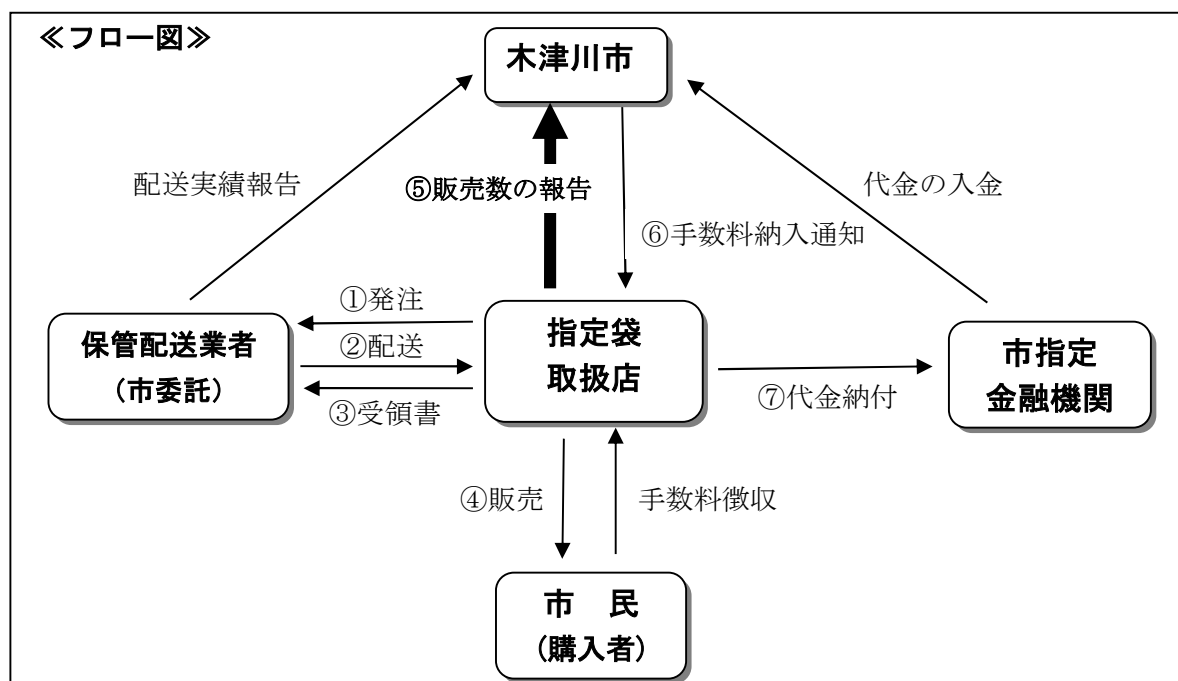 ≪フロー図≫
木津川市
配送実績報告
⑤販売数の報告
代金の入金
⑥手数料納入通知
①発注
保管配送業者
（市委託）
②配送
③受領書
指定袋
取扱店
⑦代金納付
市指定
金融機関
④販売
手数料徴収
市　民
（購入者）